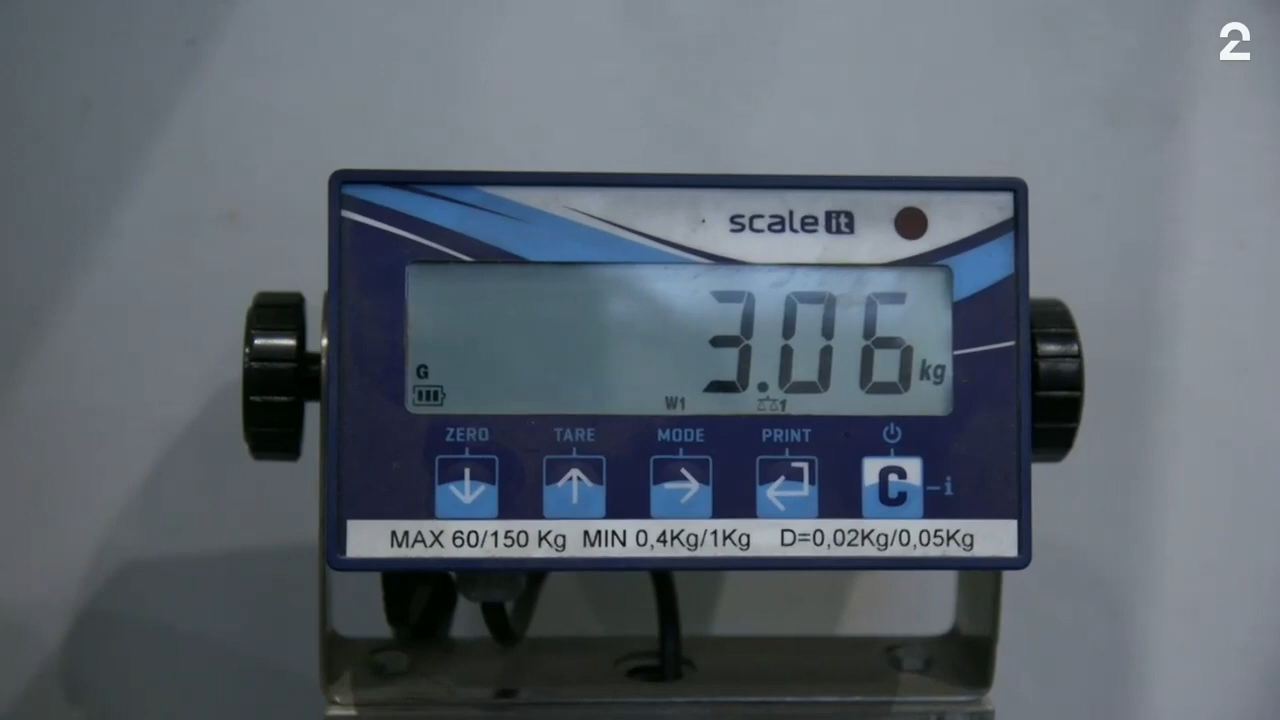 2
scale it
3.06 kg
G
W1 1
ZERO TARE MODE PRINT
C -i
MAX 60/150 Kg MIN 0,4Kg/1Kg D=0,02Kg/0,05Kg